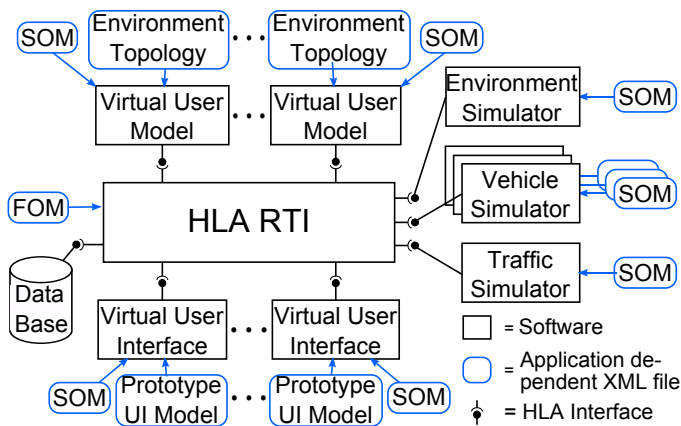 SOM
Environment
Topology
...
Environment
Topology
SOM
Virtual User
Model
...
Virtual User
Model
Environment
Simulator
SOM
FOM
HLA RTI
Vehicle
Simulator
SOM
Data
Base
Traffic
Simulator
SOM
Virtual User
Interface
...
Virtual User
Interface
SOM
Prototype
UI Model
...
Prototype
UI Model
SOM
= Software
= Application de-
pendent XML file
= HLA Interface